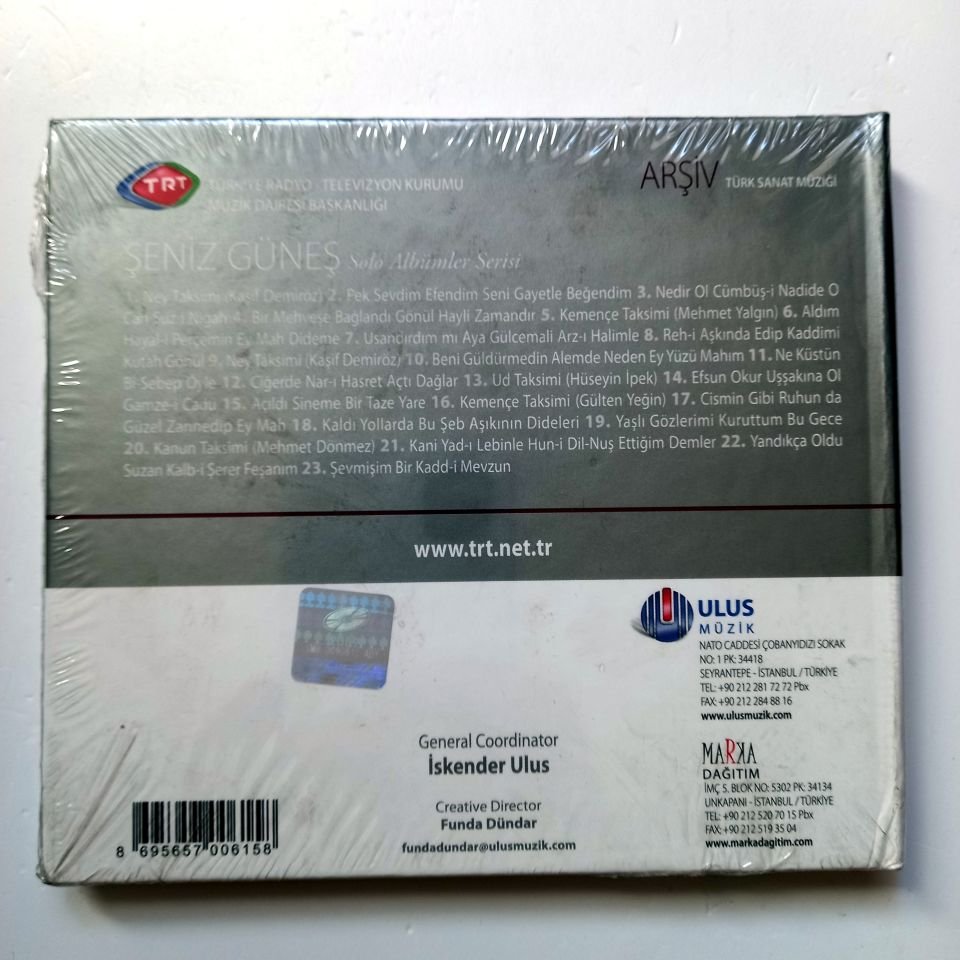 TRT
TÜRKİYE RADYO - TELEVİZYON KURUMU
MÜZİK DAİRESİ BAŞKANLIĞI
ARŞİV TÜRK SANAT MÜZİĞİ
ŞENİZ GÜNEŞ Solo Albümler Serisi
1. Ney Taksimi (Kaşif Demiröz) 2. Pek Sevdim Efendim Seni Gayetle Beğendim 3. Nedir Ol Cümbüş-i Nadide O
Can Suz-i Nigah 4. Bir Mehveşe Bağlandı Gönül Hayli Zamandır 5. Kemençe Taksimi (Mehmet Yalgın) 6. Aldım
Hayal-i Perçemin Ey Mah Dideme 7. Usandırdım mı Aya Gülcemali Arz-ı Halimle 8. Reh-i Aşkında Edip Kaddimi
Kütah Gönül 9. Ney Taksimi (Kaşif Demiröz) 10. Beni Güldürmedin Alemde Neden Ey Yüzü Mahım 11. Ne Küstün
Bi-Sebep Öyle 12. Ciğerde Nar-ı Hasret Açtı Dağlar 13. Ud Taksimi (Hüseyin İpek) 14. Efsun Okur Uşşakına Ol
Gamze-i Cadu 15. Açıldı Sineme Bir Taze Yare 16. Kemençe Taksimi (Gülten Yeğin) 17. Cismin Gibi Ruhun da
Güzel Zannedip Ey Mah 18. Kaldı Yollarda Bu Şeb Aşıkının Dideleri 19. Yaşlı Gözlerimi Kuruttum Bu Gece
20. Kanun Taksimi (Mehmet Dönmez) 21. Kani Yad-ı Lebinle Hun-i Dil-Nuş Ettiğim Demler 22. Yandıkça Oldu
Suzan Kalb-i Şerer Feşanım 23. Şevmişim Bir Kadd-i Mevzun
www.trt.net.tr
ULUS
MÜZİK
NATO CADDESİ ÇOBANYIDIZI SOKAK
NO: 1 PK: 34418
SEYRANTEPE - İSTANBUL / TÜRKİYE
TEL: +90 212 281 72 72 Pbx
FAX: +90 212 284 88 16
www.ulusmuzik.com
General Coordinator
İskender Ulus
Creative Director
Funda Dündar
fundadundar@ulusmuzik.com
MARKA
DAĞITIM
İMÇ 5. BLOK NO: 5302 PK: 34134
UNKAPANI - İSTANBUL / TÜRKİYE
TEL: +90 212 520 70 15 Pbx
FAX: +90 212 519 35 04
www.markadagitim.com
8 695657 006158